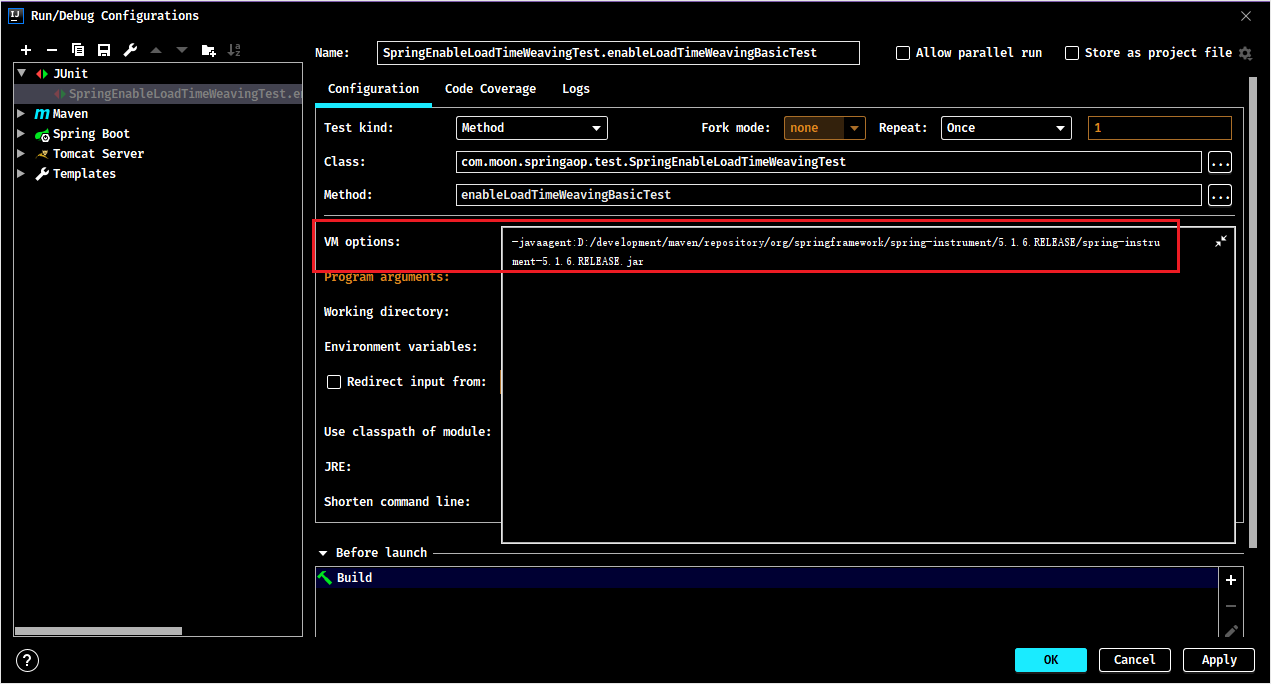 Run/Debug Configurations
Name: SpringEnableLoadTimeWeavingTest.enableLoadTimeWeavingBasicTest Allow parallel run Store as project file
JUnit
SpringEnableLoadTimeWeavingTest.en
Maven
Spring Boot
Tomcat Server
Templates
Configuration Code Coverage Logs
Test kind: Method Fork mode: none Repeat: Once 1
Class: com.moon.springaop.test.SpringEnableLoadTimeWeavingTest ...
Method: enableLoadTimeWeavingBasicTest ...
VM options: -javaagent:D:/development/maven/repository/org/springframework/spring-instrument/5.1.6.RELEASE/spring-instru
ment-5.1.6.RELEASE.jar
Program arguments:
Working directory:
Environment variables:
Redirect input from:
Use classpath of module:
JRE:
Shorten command line:
Before launch
Build
? OK Cancel Apply